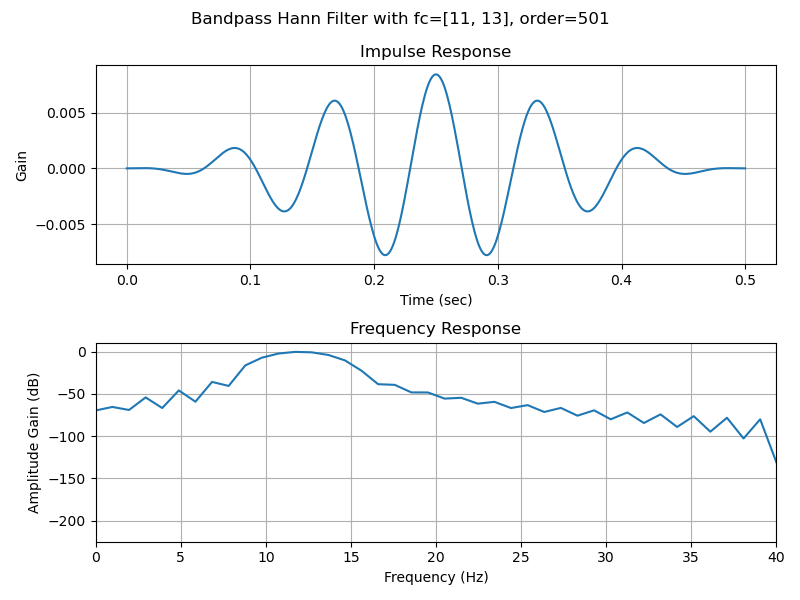 Bandpass Hann Filter with fc=[11, 13], order=501
Impulse Response
Gain
0.005
0.000
−0.005
0.0 0.1 0.2 0.3 0.4 0.5
Time (sec)
Frequency Response
Amplitude Gain (dB)
0
−50
−100
−150
−200
0 5 10 15 20 25 30 35 40
Frequency (Hz)